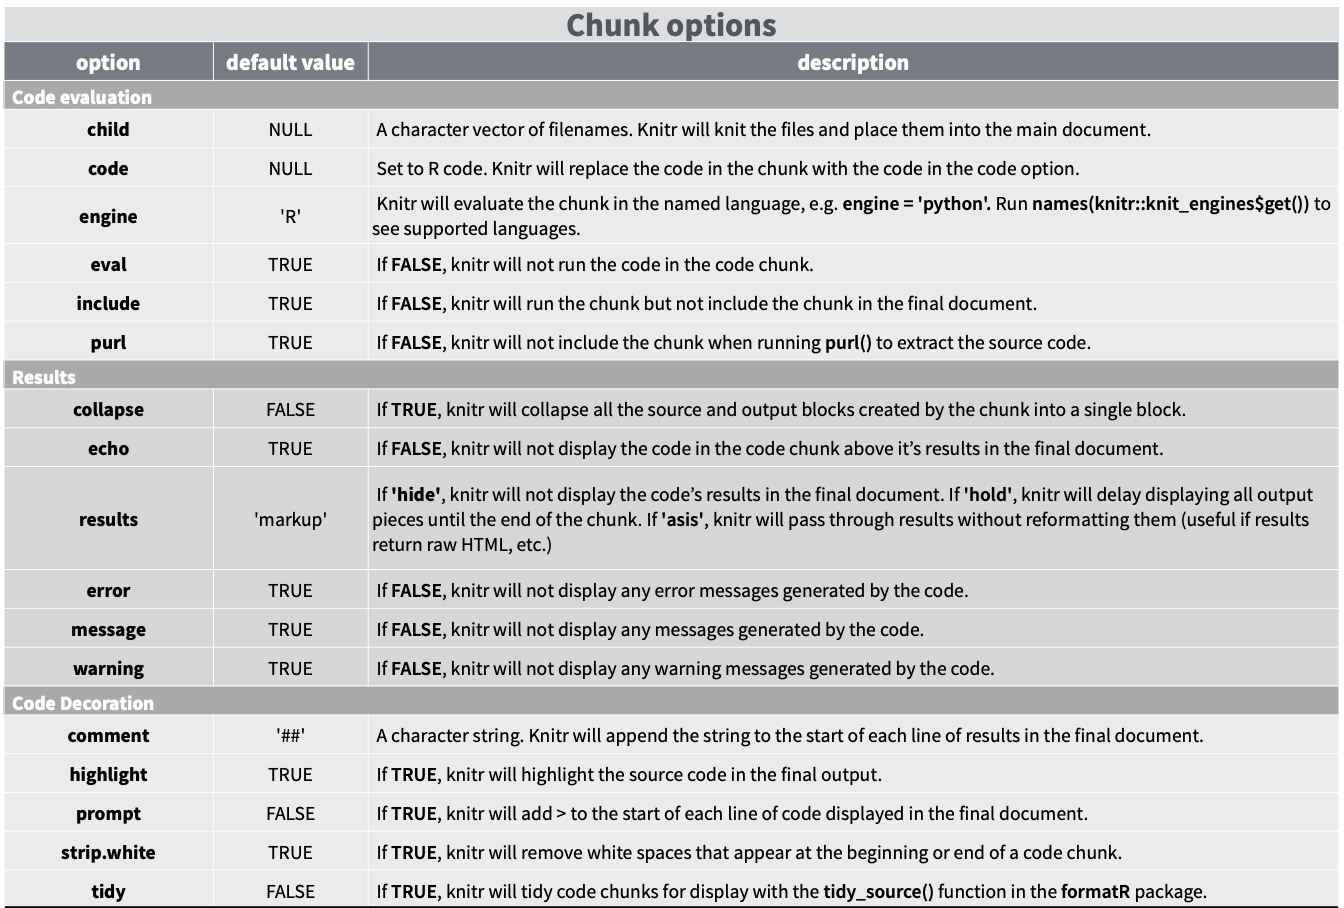 Chunk options
option default value description
Code evaluation
child NULL A character vector of filenames. Knitr will knit the files and place them into the main document.
code NULL Set to R code. Knitr will replace the code in the chunk with the code in the code option.
engine 'R' Knitr will evaluate the chunk in the named language, e.g. engine = 'python'. Run names(knitr::knit_engines$get()) to
see supported languages.
eval TRUE If FALSE, knitr will not run the code in the code chunk.
include TRUE If FALSE, knitr will run the chunk but not include the chunk in the final document.
purl TRUE If FALSE, knitr will not include the chunk when running purl() to extract the source code.
Results
collapse FALSE If TRUE, knitr will collapse all the source and output blocks created by the chunk into a single block.
echo TRUE If FALSE, knitr will not display the code in the code chunk above it’s results in the final document.
results 'markup' If 'hide', knitr will not display the code’s results in the final document. If 'hold', knitr will delay displaying all output
pieces until the end of the chunk. If 'asis', knitr will pass through results without reformatting them (useful if results
return raw HTML, etc.)
error TRUE If FALSE, knitr will not display any error messages generated by the code.
message TRUE If FALSE, knitr will not display any messages generated by the code.
warning TRUE If FALSE, knitr will not display any warning messages generated by the code.
Code Decoration
comment '##' A character string. Knitr will append the string to the start of each line of results in the final document.
highlight TRUE If TRUE, knitr will highlight the source code in the final output.
prompt FALSE If TRUE, knitr will add > to the start of each line of code displayed in the final document.
strip.white TRUE If TRUE, knitr will remove white spaces that appear at the beginning or end of a code chunk.
tidy FALSE If TRUE, knitr will tidy code chunks for display with the tidy_source() function in the formatR package.